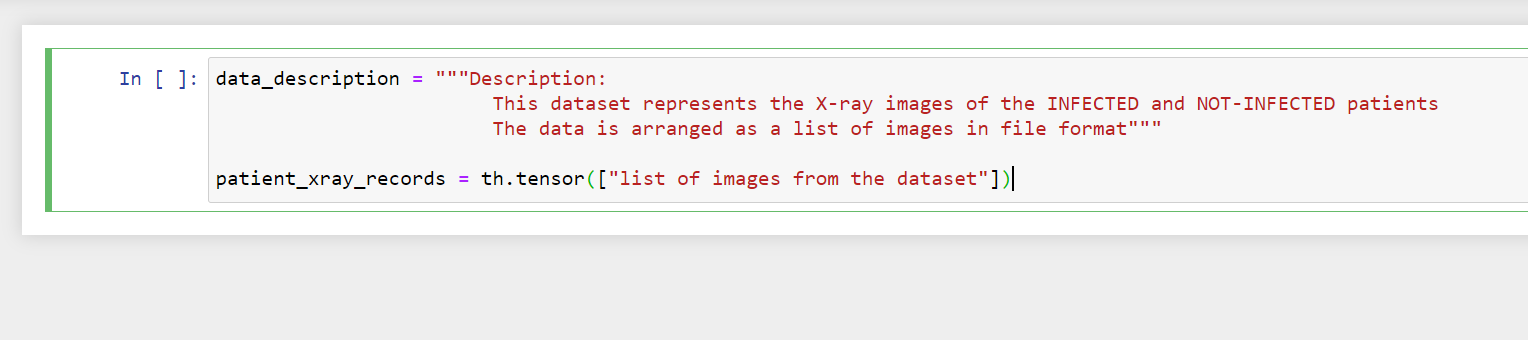 In [ ]: data_description = """Description:
This dataset represents the X-ray images of the INFECTED and NOT-INFECTED patients
The data is arranged as a list of images in file format"""
patient_xray_records = th.tensor(["list of images from the dataset"])